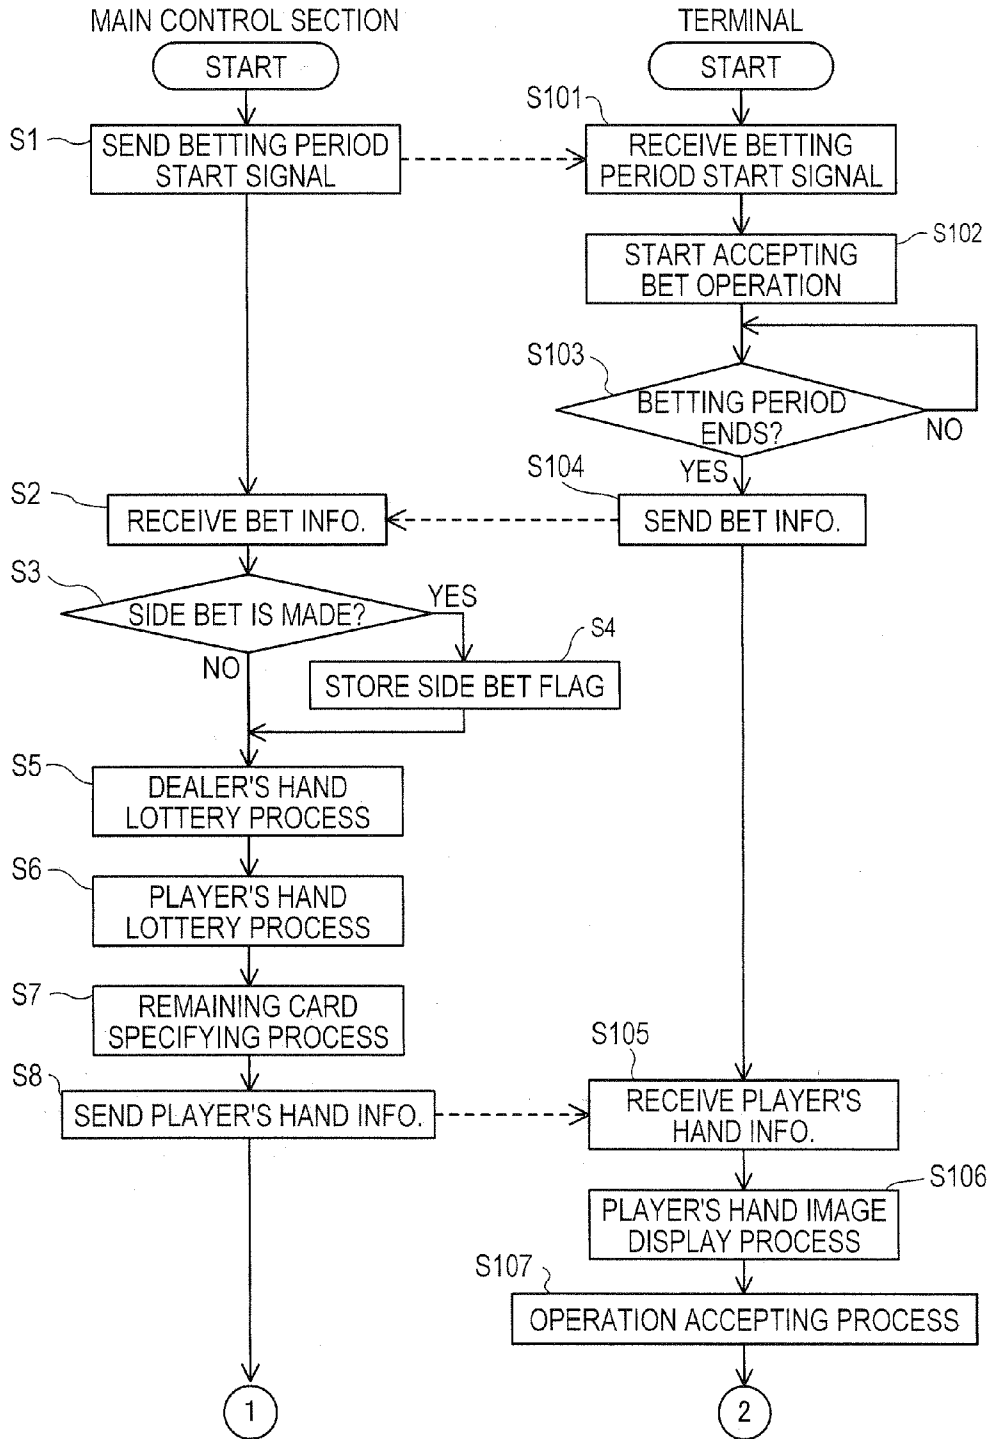 MAIN CONTROL SECTION
START
S1
SEND BETTING PERIOD
START SIGNAL
S2
RECEIVE BET INFO.
S3
SIDE BET IS MADE?
YES
NO
S4
STORE SIDE BET FLAG
S5
DEALER'S HAND
LOTTERY PROCESS
S6
PLAYER'S HAND
LOTTERY PROCESS
S7
REMAINING CARD
SPECIFYING PROCESS
S8
SEND PLAYER'S HAND INFO.
1
TERMINAL
START
S101
RECEIVE BETTING
PERIOD START SIGNAL
S102
START ACCEPTING
BET OPERATION
S103
BETTING PERIOD
ENDS?
NO
YES
S104
SEND BET INFO.
S105
RECEIVE PLAYER'S
HAND INFO.
S106
PLAYER'S HAND IMAGE
DISPLAY PROCESS
S107
OPERATION ACCEPTING PROCESS
2